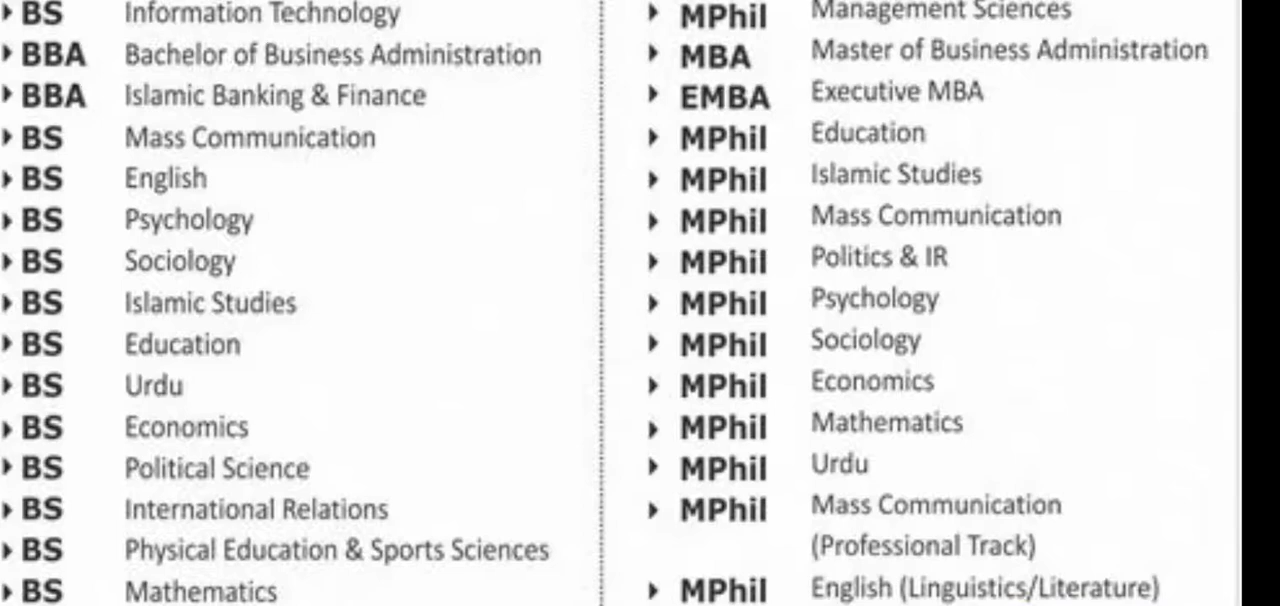 BS Information Technology
BBA Bachelor of Business Administration
BBA Islamic Banking & Finance
BS Mass Communication
BS English
BS Psychology
BS Sociology
BS Islamic Studies
BS Education
BS Urdu
BS Economics
BS Political Science
BS International Relations
BS Physical Education & Sports Sciences
BS Mathematics
MPhil Management Sciences
MBA Master of Business Administration
EMBA Executive MBA
MPhil Education
MPhil Islamic Studies
MPhil Mass Communication
MPhil Politics & IR
MPhil Psychology
MPhil Sociology
MPhil Economics
MPhil Mathematics
MPhil Urdu
MPhil Mass Communication
(Professional Track)
MPhil English (Linguistics/Literature)